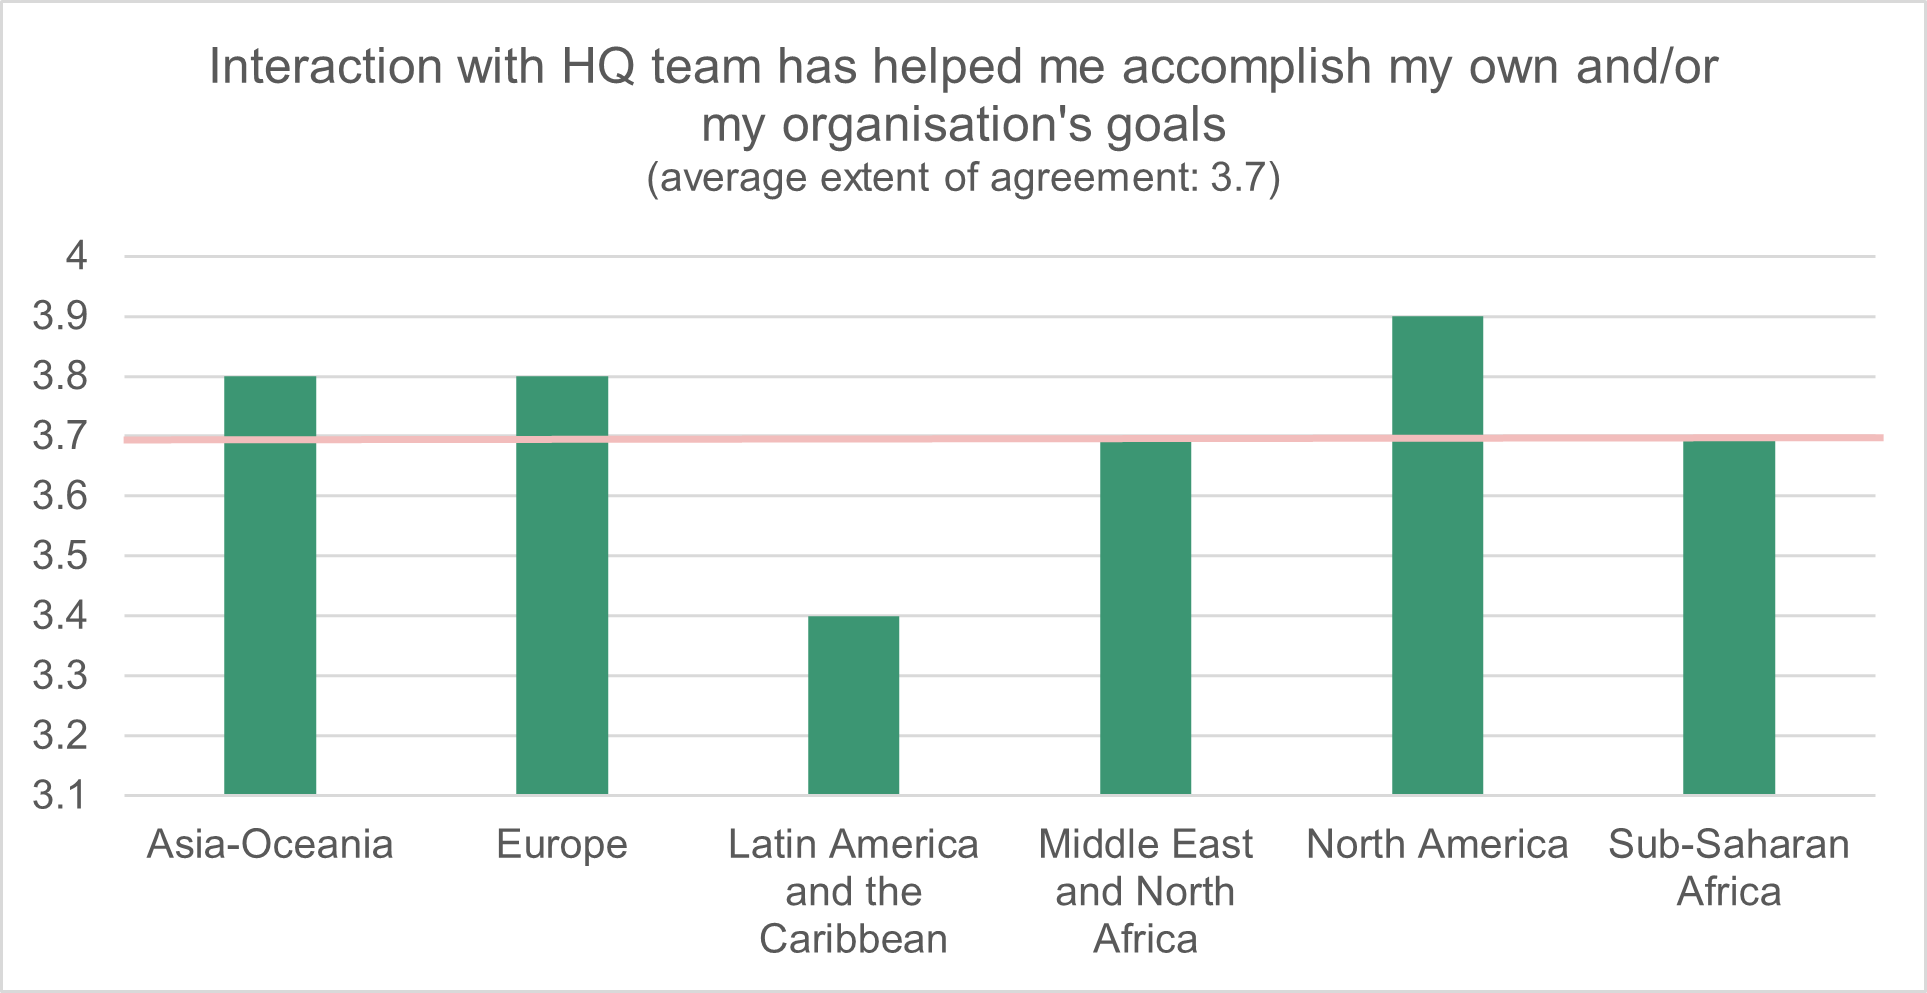 Interaction with HQ team has helped me accomplish my own and/or
my organisation's goals
(average extent of agreement: 3.7)
4
3.9
3.8
3.7
3.6
3.5
3.4
3.3
3.2
3.1
Asia-Oceania
Europe
Latin America
and the
Caribbean
Middle East
and North
Africa
North America
Sub-Saharan
Africa